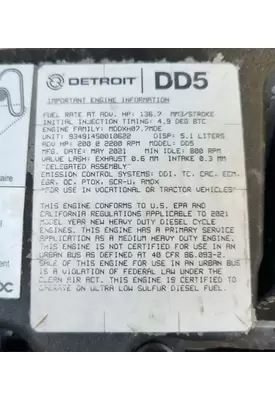 DETROIT DD5
IMPORTANT ENGINE INFORMATION
FUEL RATE AT ADV. HP: 136.7 MM3/STROKE
INITIAL INJECTION TIMING: 4.9 DEG BTC
ENGINE FAMILY: MDDXH07.7MDE
UNIT: 93491450010622 DISP: 5.1 LITERS
ADV HP: 200 @ 2200 RPM MODEL: DD5
MFG DATE: MAY 2021 MIN IDLE: 800 RPM
VALVE LASH: EXHAUST 0.6 MM INTAKE 0.3 MM
"DELEGATED ASSEMBLY"
EMISSION CONTROL SYSTEMS: DDI, TC, CAC, ECM,
EGR, OC, PTOX, SCR-U, AMOX
"FOR USE IN VOCATIONAL OR TRACTOR VEHICLES"
THIS ENGINE CONFORMS TO U.S. EPA AND
CALIFORNIA REGULATIONS APPLICABLE TO 2021
MODEL YEAR NEW HEAVY DUTY DIESEL CYCLE
ENGINES. THIS ENGINE HAS A PRIMARY SERVICE
APPLICATION AS A MEDIUM HEAVY DUTY ENGINE.
THIS ENGINE IS NOT CERTIFIED FOR USE IN AN
URBAN BUS AS DEFINED AT 40 CFR 86.093-2.
SALE OF THIS ENGINE FOR USE IN AN URBAN BUS
IS A VIOLATION OF FEDERAL LAW UNDER THE
CLEAN AIR ACT. THIS ENGINE IS CERTIFIED TO
OPERATE ON ULTRA LOW SULFUR DIESEL FUEL.